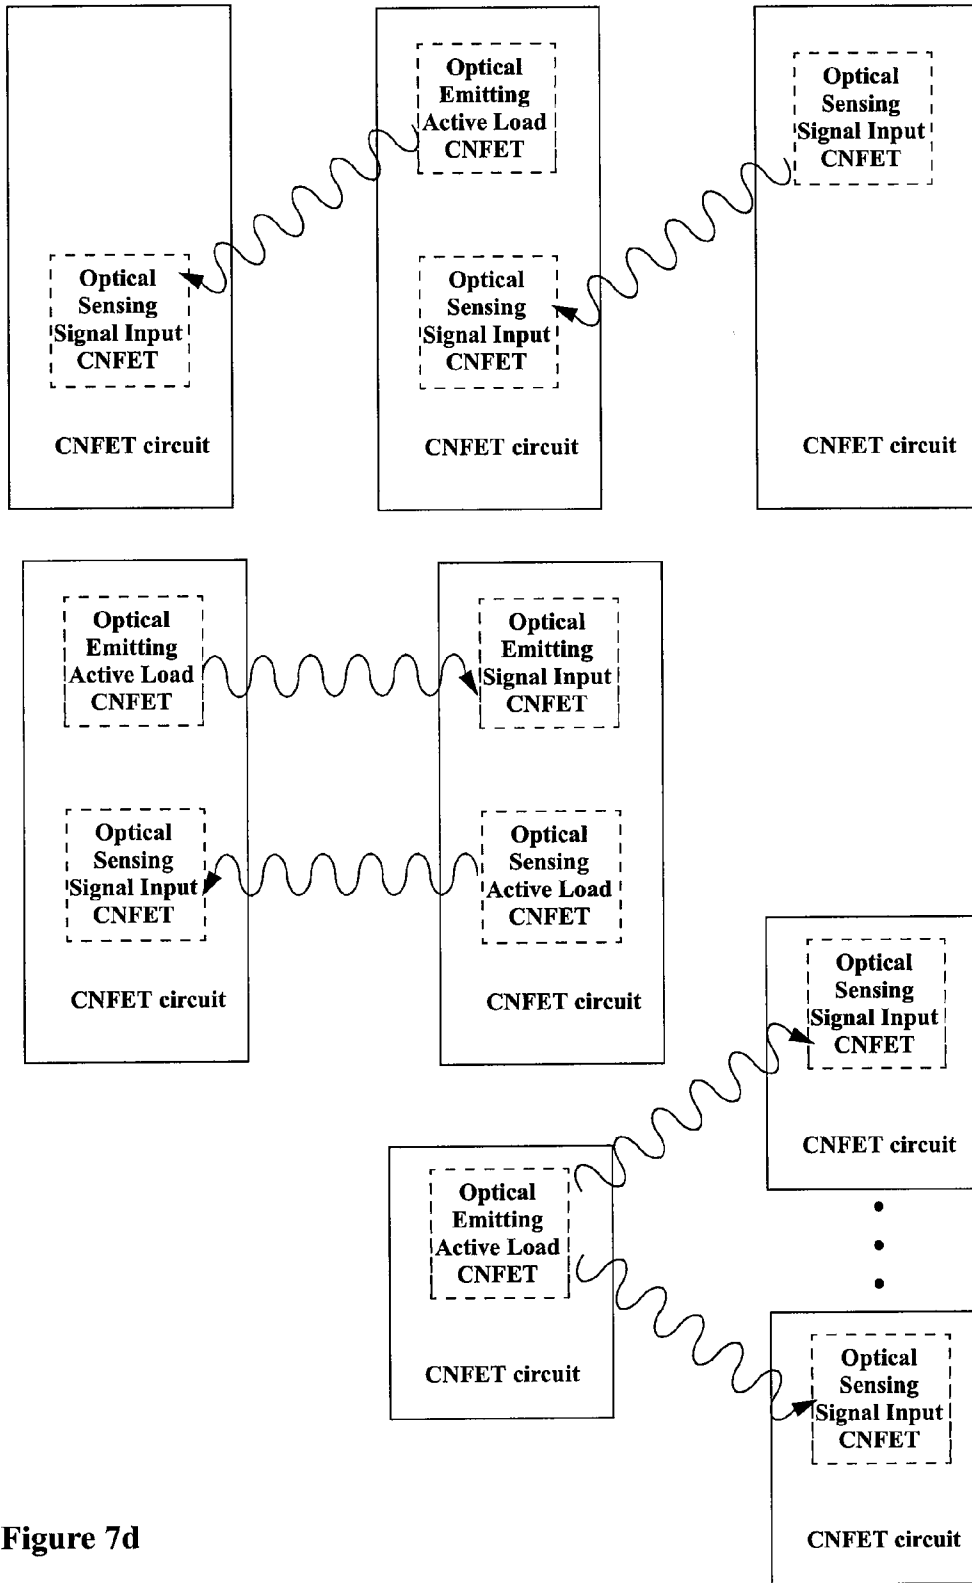 Optical
Emitting
Active Load
CNFET
Optical
Sensing
Signal Input
CNFET
Optical
Sensing
Signal Input
CNFET
Optical
Sensing
Signal Input
CNFET
CNFET circuit
CNFET circuit
CNFET circuit
Optical
Emitting
Active Load
CNFET
Optical
Emitting
Signal Input
CNFET
Optical
Sensing
Signal Input
CNFET
Optical
Sensing
Active Load
CNFET
CNFET circuit
CNFET circuit
Optical
Sensing
Signal Input
CNFET
CNFET circuit
Optical
Emitting
Active Load
CNFET
CNFET circuit
Optical
Sensing
Signal Input
CNFET
CNFET circuit
Figure 7d